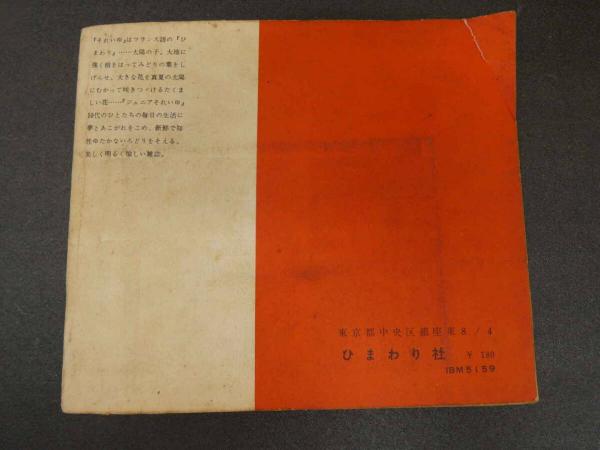 『それいゆ』はフランス語の『ひ
まわり』……太陽の子。大地に
強く根をはってみどりの葉をし
げらせ、大きな花を真夏の太陽
にむかって咲きつづけるたくま
しい花……『ジュニアそれいゆ』
10代のひとたちの毎日の生活に
夢とあこがれをこめ、新鮮で知
性ゆたかないろどりをそえる。
美しく明るく愉しい雑誌。
東京都中央区銀座東8/4
ひまわり社 ¥ 180
IBM5159